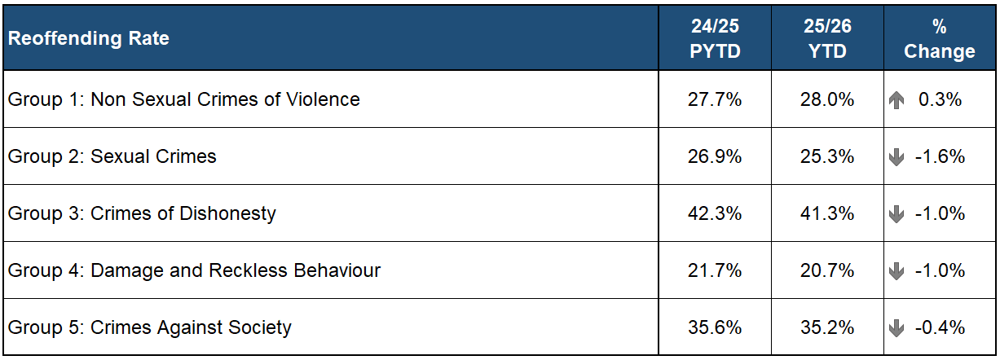 Reoffending Rate 24/25 PYTD 25/26 YTD % Change
Group 1: Non Sexual Crimes of Violence 27.7% 28.0% 0.3%
Group 2: Sexual Crimes 26.9% 25.3% -1.6%
Group 3: Crimes of Dishonesty 42.3% 41.3% -1.0%
Group 4: Damage and Reckless Behaviour 21.7% 20.7% -1.0%
Group 5: Crimes Against Society 35.6% 35.2% -0.4%